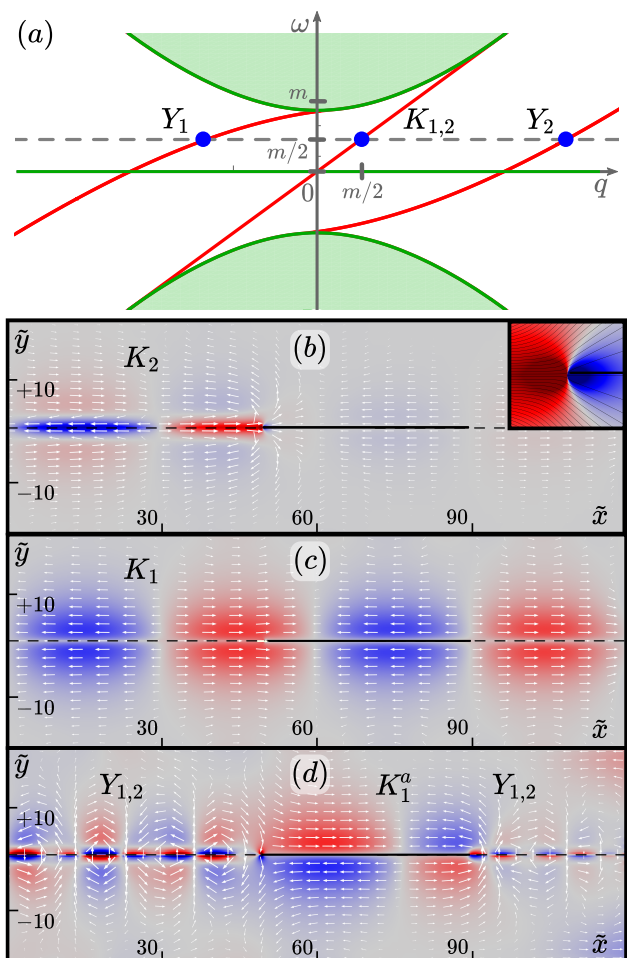 (a) ω
m
Y₁ K₁,₂ Y₂
m/2
0 m/2 q
ỹ K₂ (b)
+10
−10
30 60 90 x̃
ỹ K₁ (c)
+10
−10
30 60 90 x̃
ỹ Y₁,₂ (d) K₁ᵃ Y₁,₂
+10
−10
30 60 90 x̃